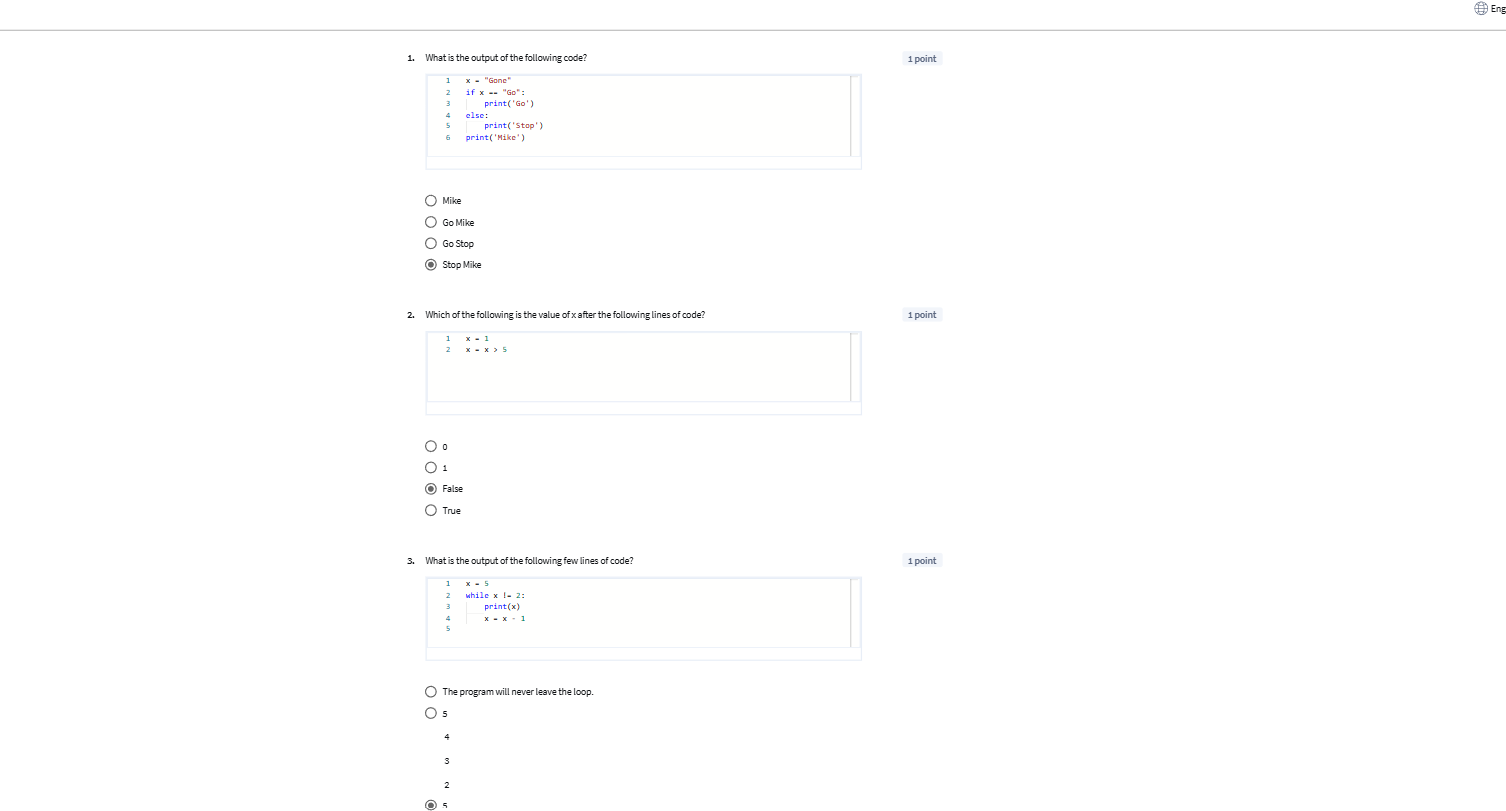 Eng
1. What is the output of the following code?
1 point
1 x = "Gone"
2 if x == "Go":
3 print('Go')
4 else:
5 print('Stop')
6 print('Mike')
Mike
Go Mike
Go Stop
Stop Mike
2. Which of the following is the value of x after the following lines of code?
1 point
1 x = 1
2 x = x > 5
0
1
False
True
3. What is the output of the following few lines of code?
1 point
1 x = 5
2 while x != 2:
3 print(x)
4 x = x - 1
5
The program will never leave the loop.
5
4
3
2
5